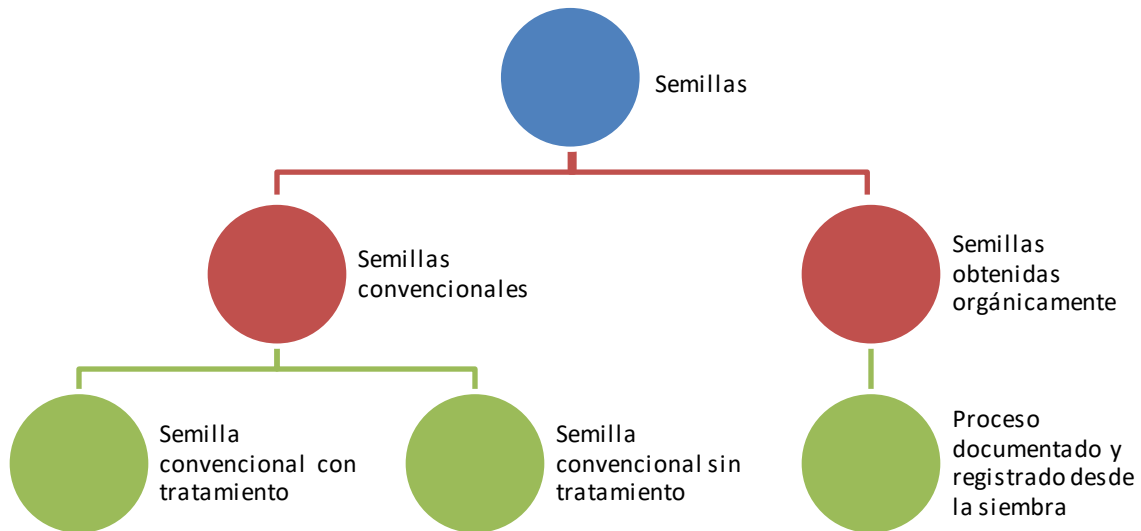 Semillas
Semillas
convencionales
Semillas
obtenidas
orgánicamente
Semilla
convencional con
tratamiento
Semilla
convencional sin
tratamiento
Proceso
documentado y
registrado desde
la siembra